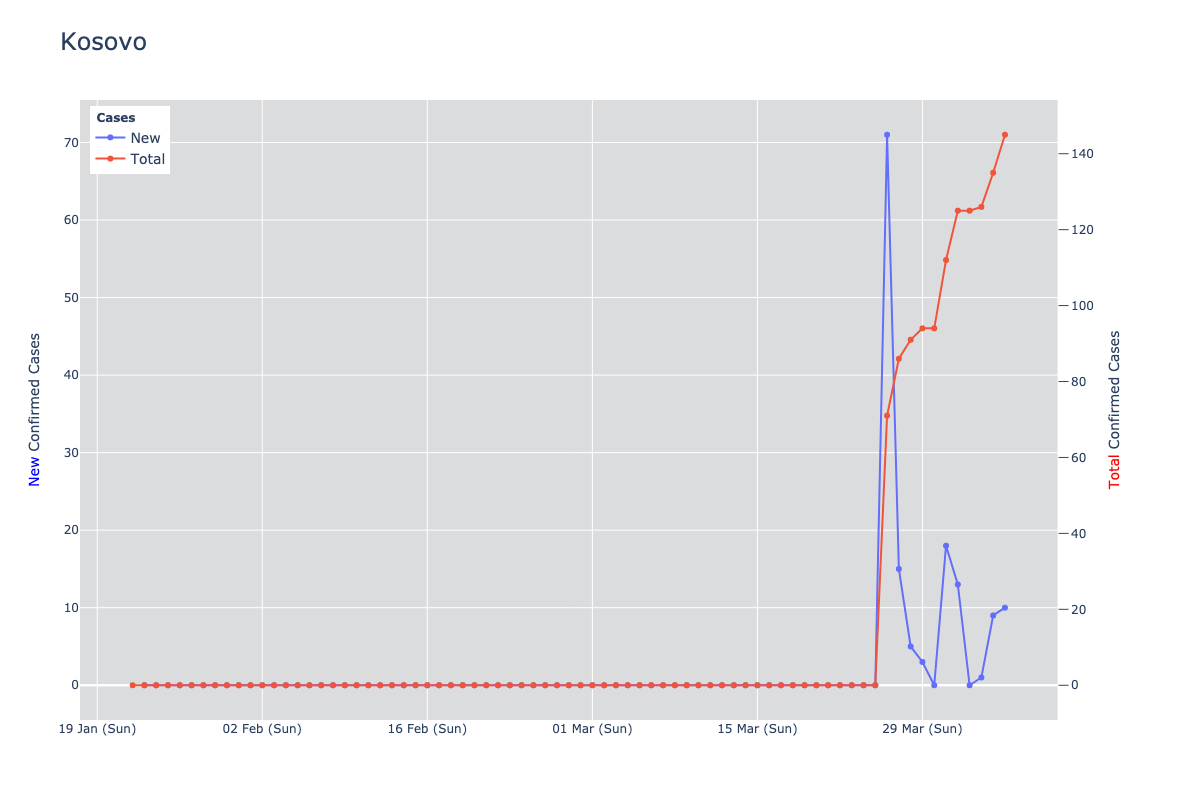 Kosovo
Cases
New
Total
70
60
50
40
30
20
10
0
140
120
100
80
60
40
20
0
New Confirmed Cases
Total Confirmed Cases
19 Jan (Sun) 02 Feb (Sun) 16 Feb (Sun) 01 Mar (Sun) 15 Mar (Sun) 29 Mar (Sun)